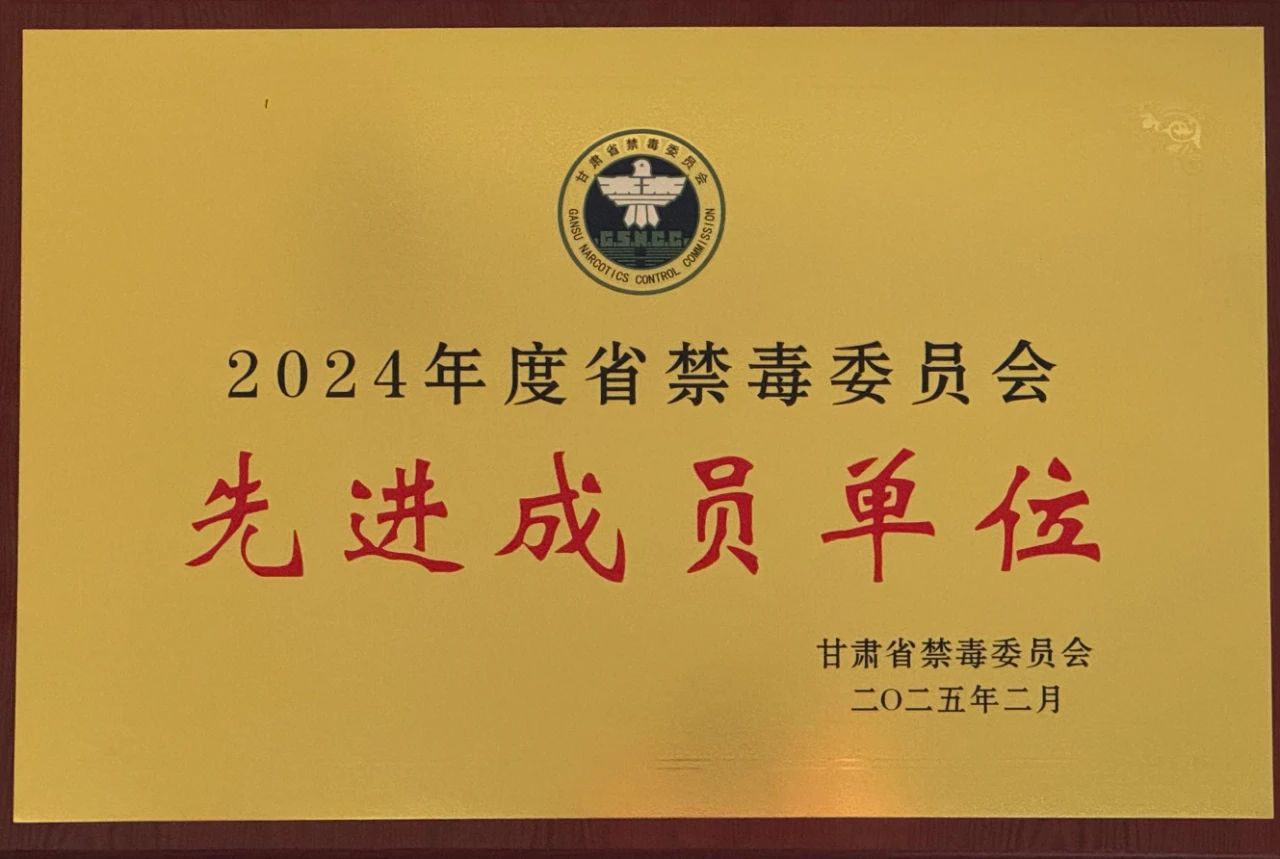 甘肃省禁毒委员会
G.S.N.C.C.
GANSU NARCOTICS CONTROL COMMISSION
2024年度省禁毒委员会
先进成员单位
甘肃省禁毒委员会
二〇二五年二月